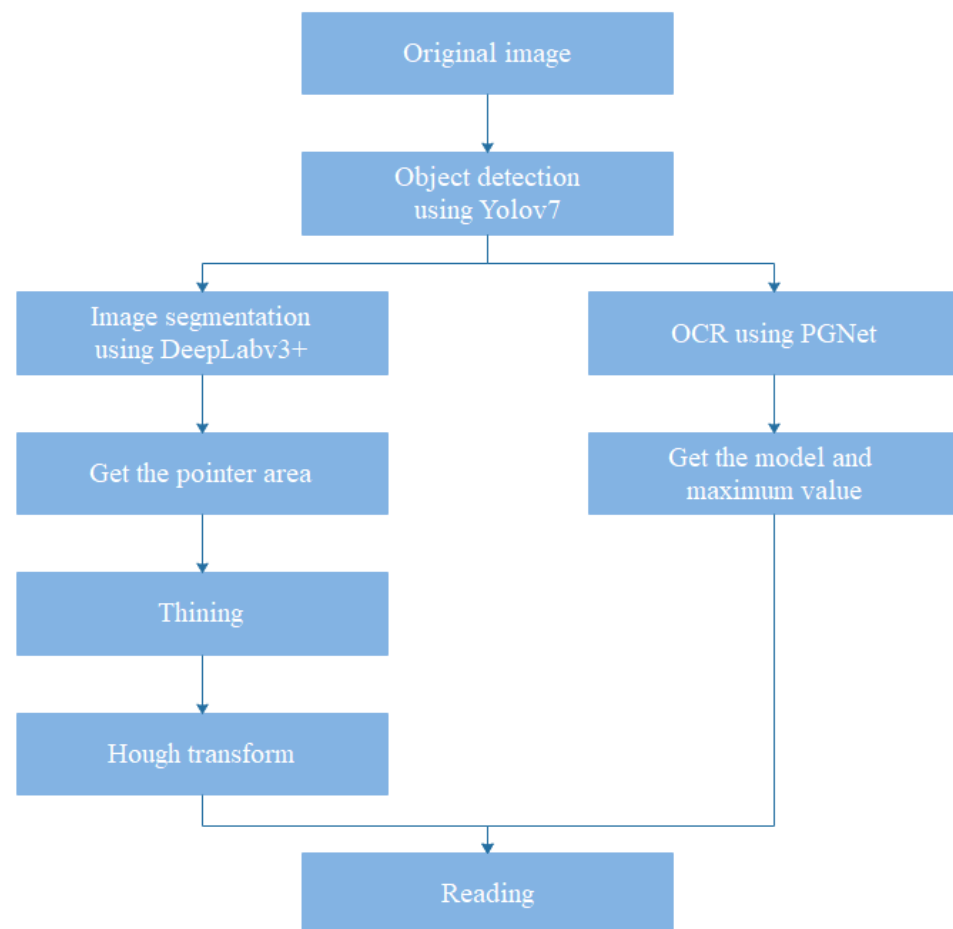 Original image
Object detection
using Yolov7
Image segmentation
using DeepLabv3+
OCR using PGNet
Get the pointer area
Get the model and
maximum value
Thining
Hough transform
Reading